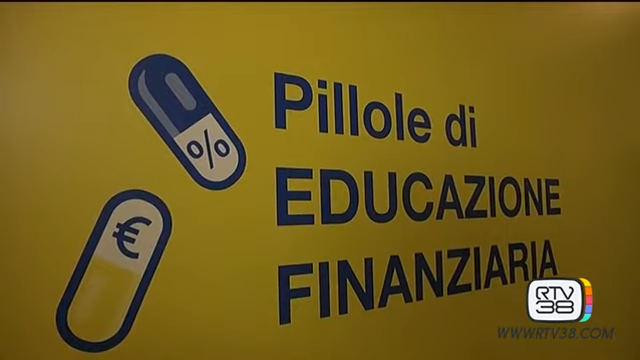 %
€
Pillole di
EDUCAZIONE
FINANZIARIA
RTV
38
WWW.RTV38.COM